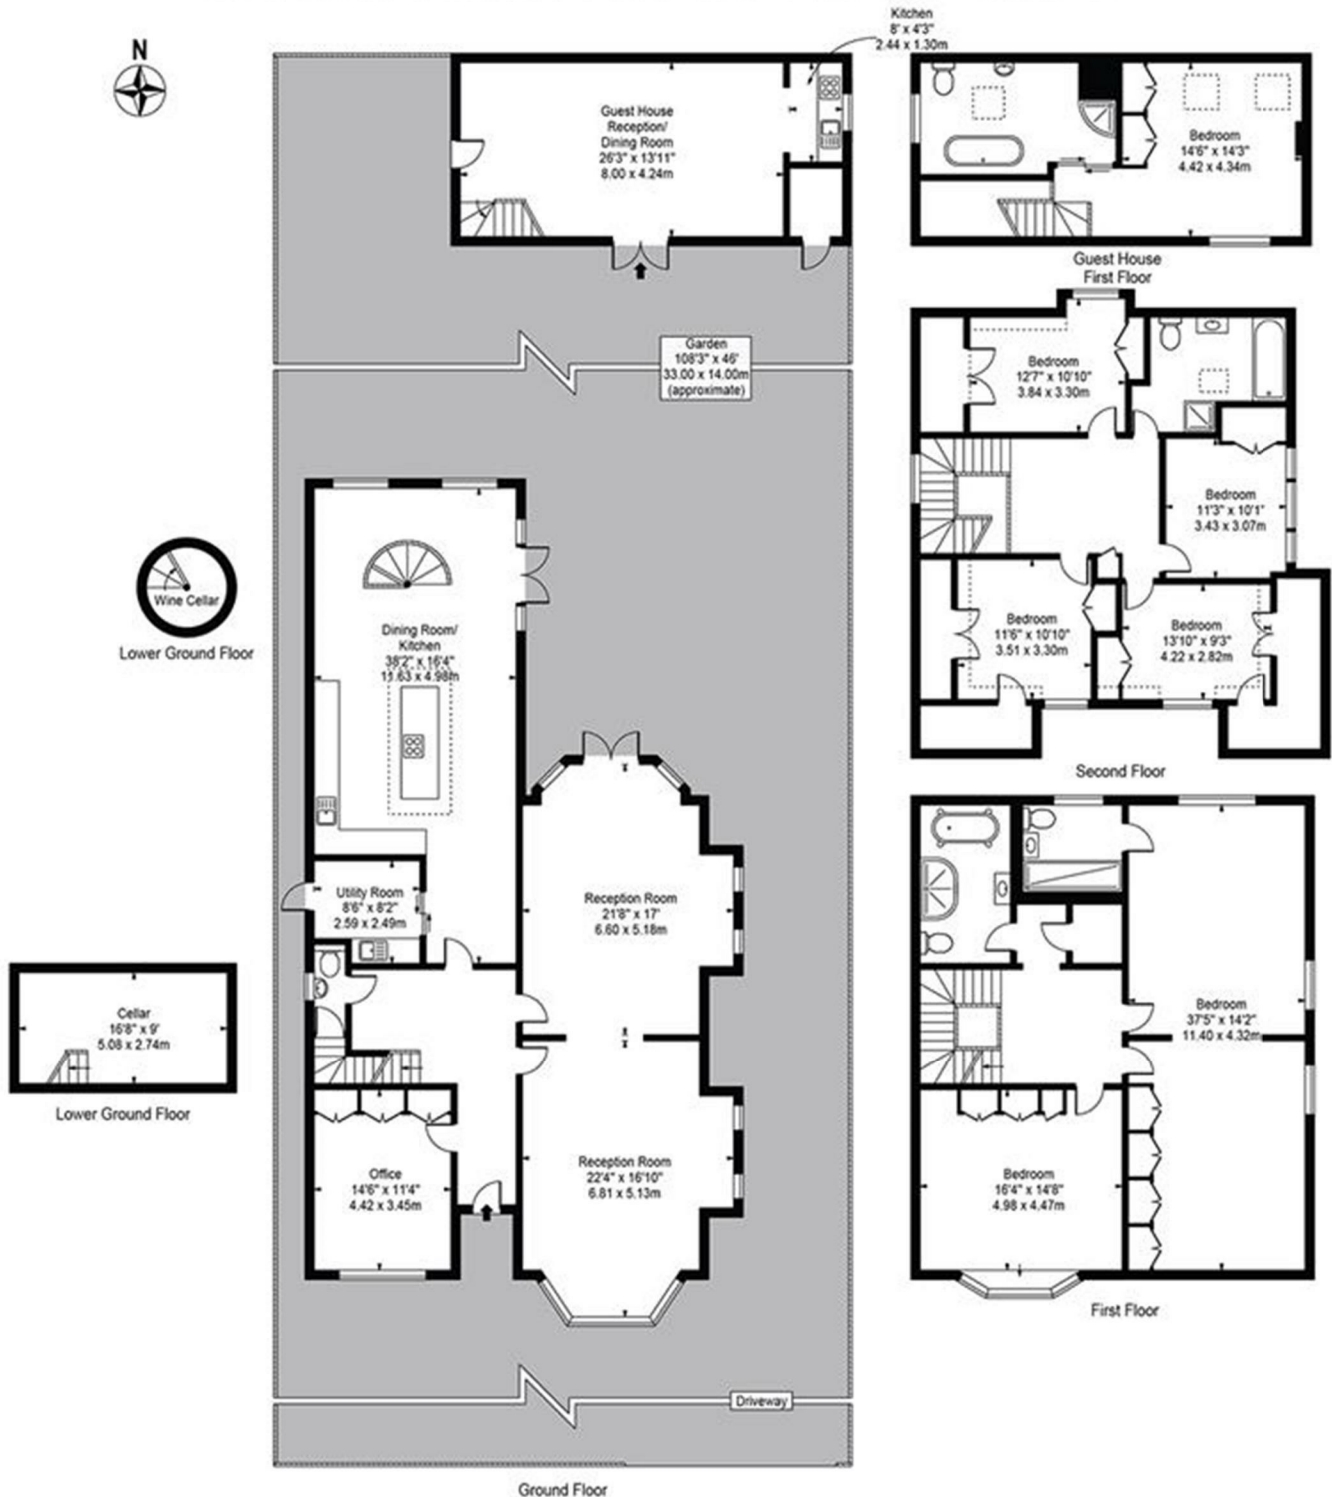 N
Kitchen
8' x 4'3"
2.44 x 1.30m
Guest House
Reception/
Dining Room
26'3" x 13'11"
8.00 x 4.24m
Bedroom
14'6" x 14'3"
4.42 x 4.34m
Guest House
First Floor
Garden
108'3" x 46'
33.00 x 14.00m
(approximate)
Bedroom
12'7" x 10'10"
3.84 x 3.30m
Bedroom
11'3" x 10'1"
3.43 x 3.07m
Wine Cellar
Lower Ground Floor
Dining Room/
Kitchen
38'2" x 16'4"
11.63 x 4.98m
Bedroom
11'6" x 10'10"
3.51 x 3.30m
Bedroom
13'10" x 9'3"
4.22 x 2.82m
Second Floor
Utility Room
8'6" x 8'2"
2.59 x 2.49m
Reception Room
21'8" x 17'
6.60 x 5.18m
Cellar
16'8" x 9'
5.08 x 2.74m
Lower Ground Floor
Bedroom
37'5" x 14'2"
11.40 x 4.32m
Office
14'6" x 11'4"
4.42 x 3.45m
Reception Room
22'4" x 16'10"
6.81 x 5.13m
Bedroom
16'4" x 14'8"
4.98 x 4.47m
First Floor
Driveway
Ground Floor